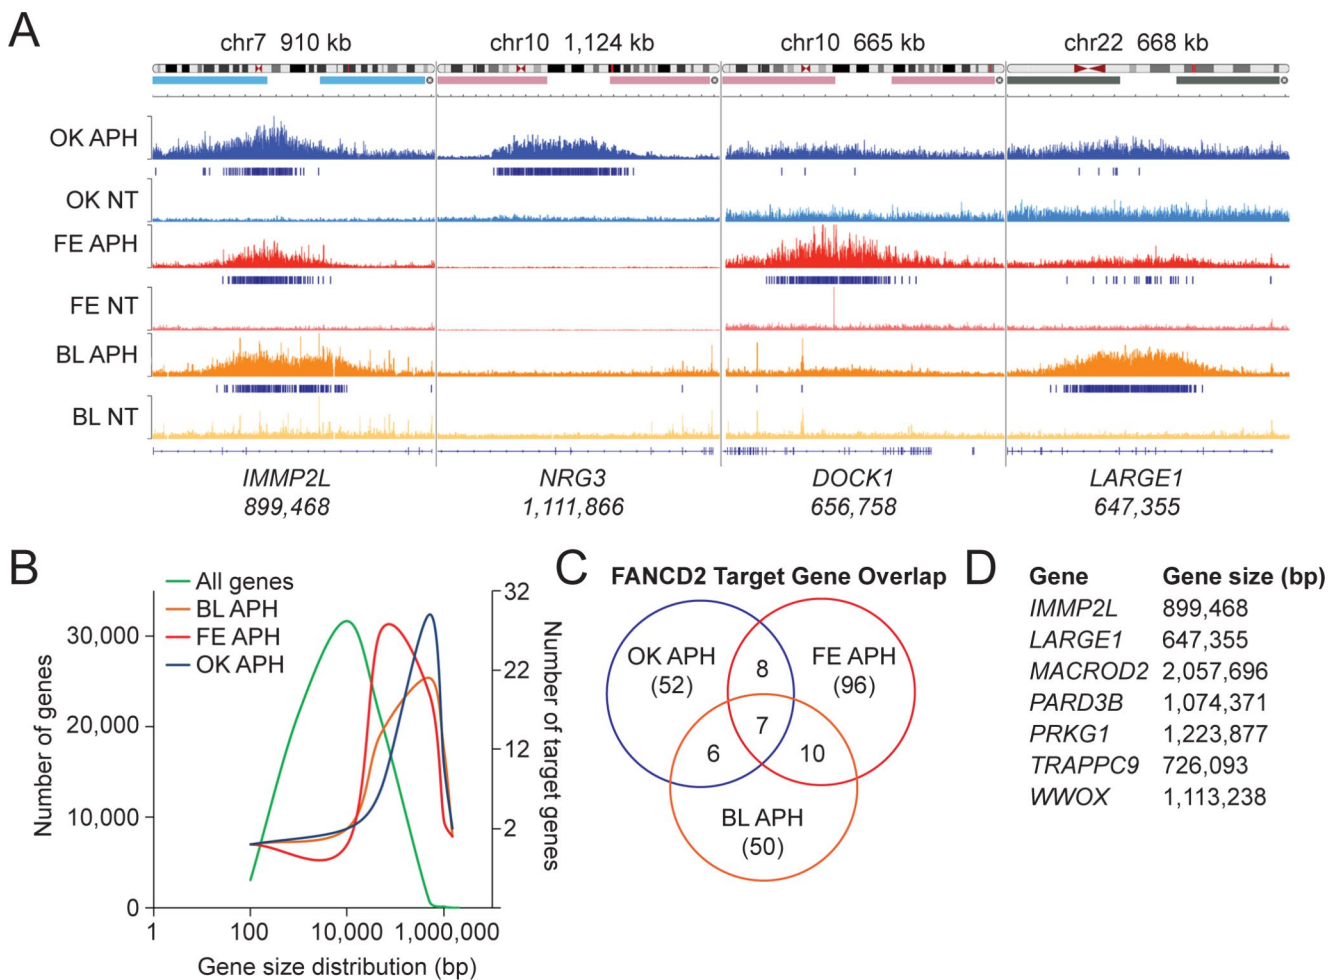 A
chr7 910 kb
chr10 1,124 kb
chr10 665 kb
chr22 668 kb
OK APH
OK NT
FE APH
FE NT
BL APH
BL NT
IMMP2L
899,468
NRG3
1,111,866
DOCK1
656,758
LARGE1
647,355
B
All genes
BL APH
FE APH
OK APH
Number of genes
30,000
20,000
10,000
0
1
100
10,000
1,000,000
Gene size distribution (bp)
32
22
12
2
Number of target genes
C
FANCD2 Target Gene Overlap
OK APH
(52)
8
FE APH
(96)
7
6
10
BL APH
(50)
D
Gene Gene size (bp)
IMMP2L 899,468
LARGE1 647,355
MACROD2 2,057,696
PARD3B 1,074,371
PRKG1 1,223,877
TRAPPC9 726,093
WWOX 1,113,238